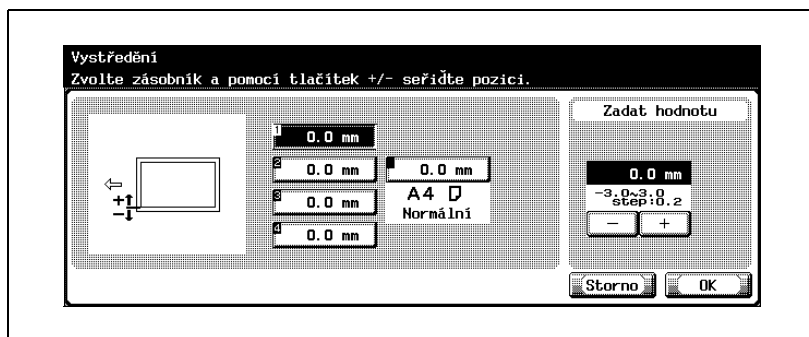 Vystředění
Zvolte zásobník a pomocí tlačítek +/- seřiďte pozici.
Zadat hodnotu
1 0.0 mm
2 0.0 mm
0.0 mm
3 0.0 mm
4 0.0 mm
A4
Normální
+
-
0.0 mm
-3.0~3.0
step:0.2
- +
Storno OK